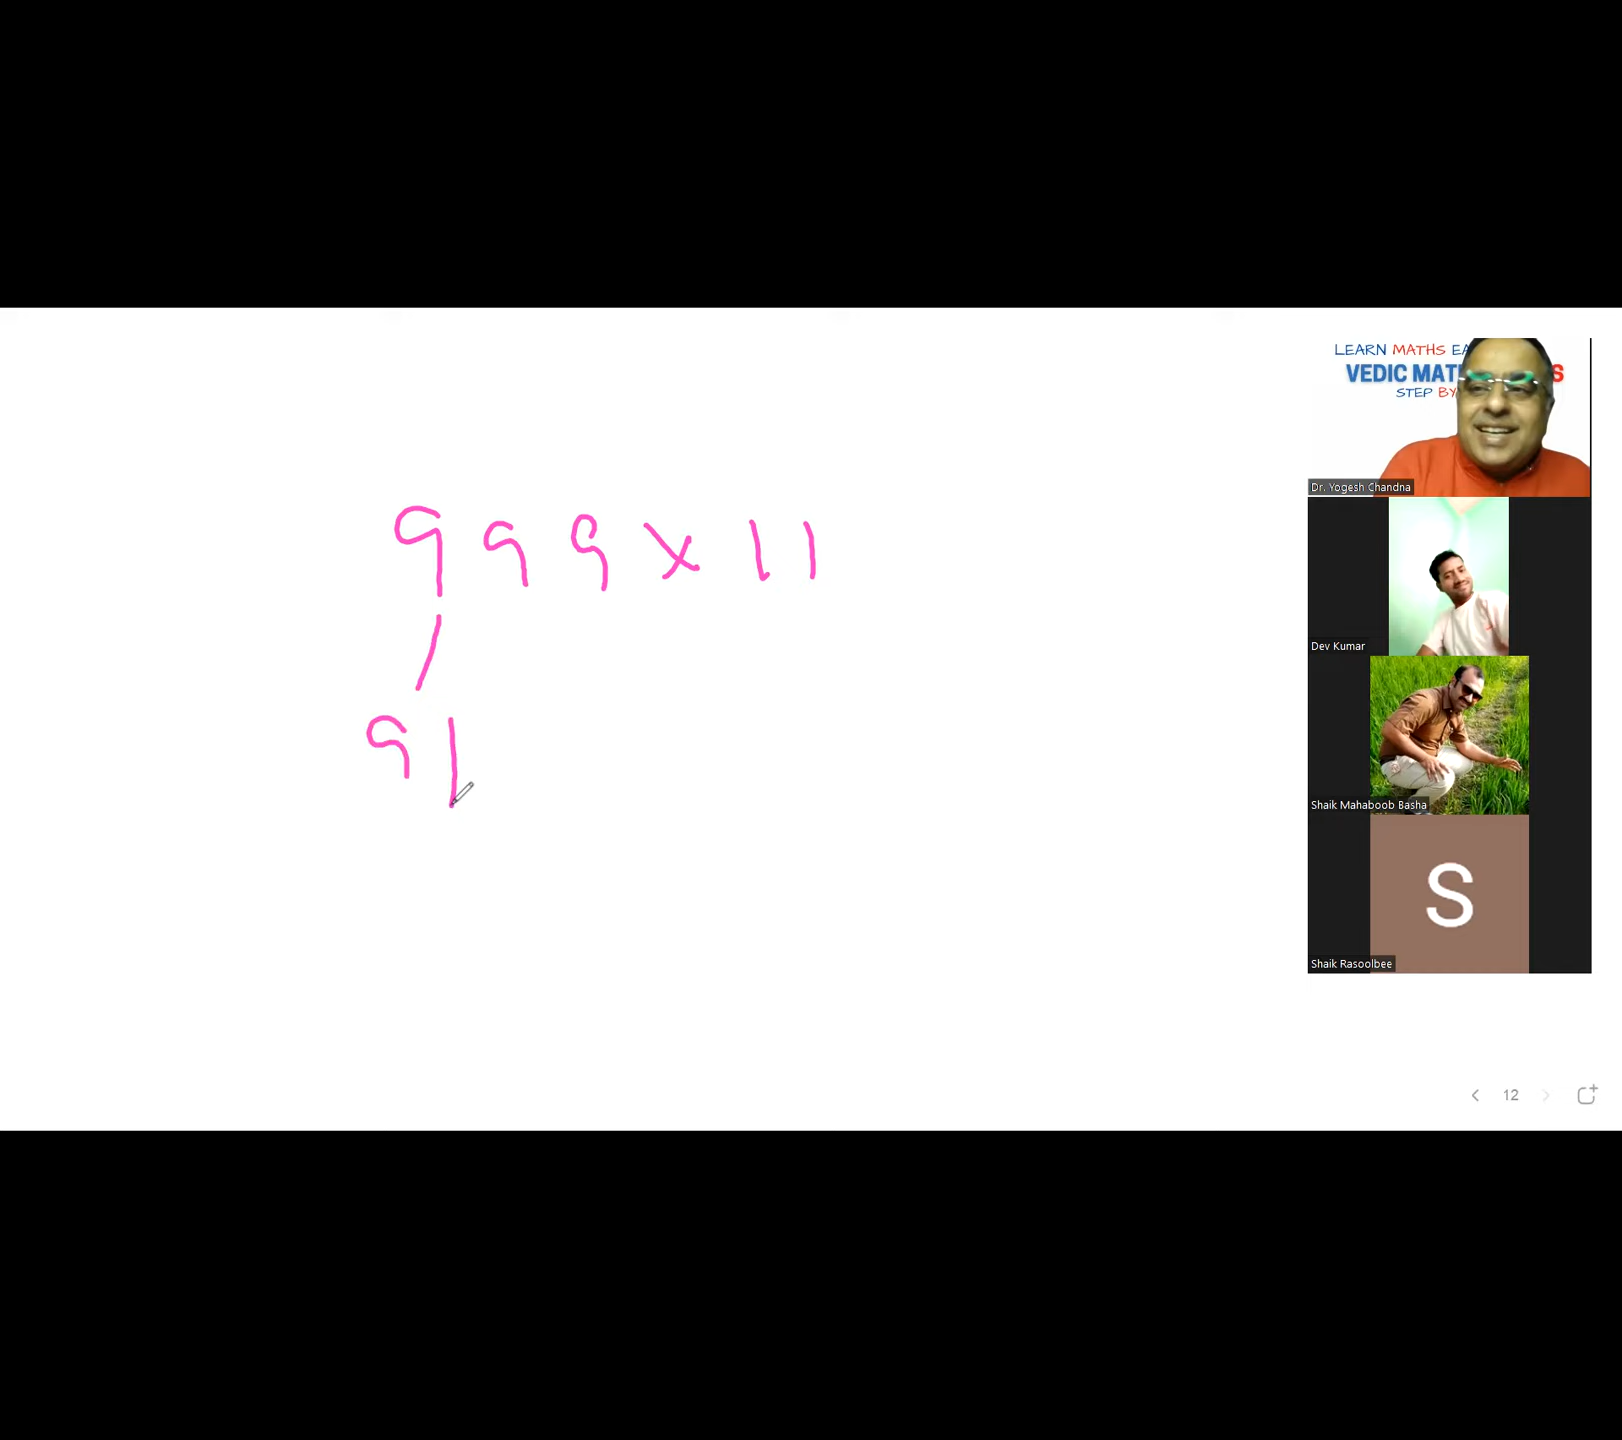 LEARN MATHS EA
VEDIC MAT S
STEP BY
Dr. Yogesh Chandna
999 x 11
9 |
Dev Kumar
Shaik Mahaboob Basha
S
Shaik Rasoolbee
12